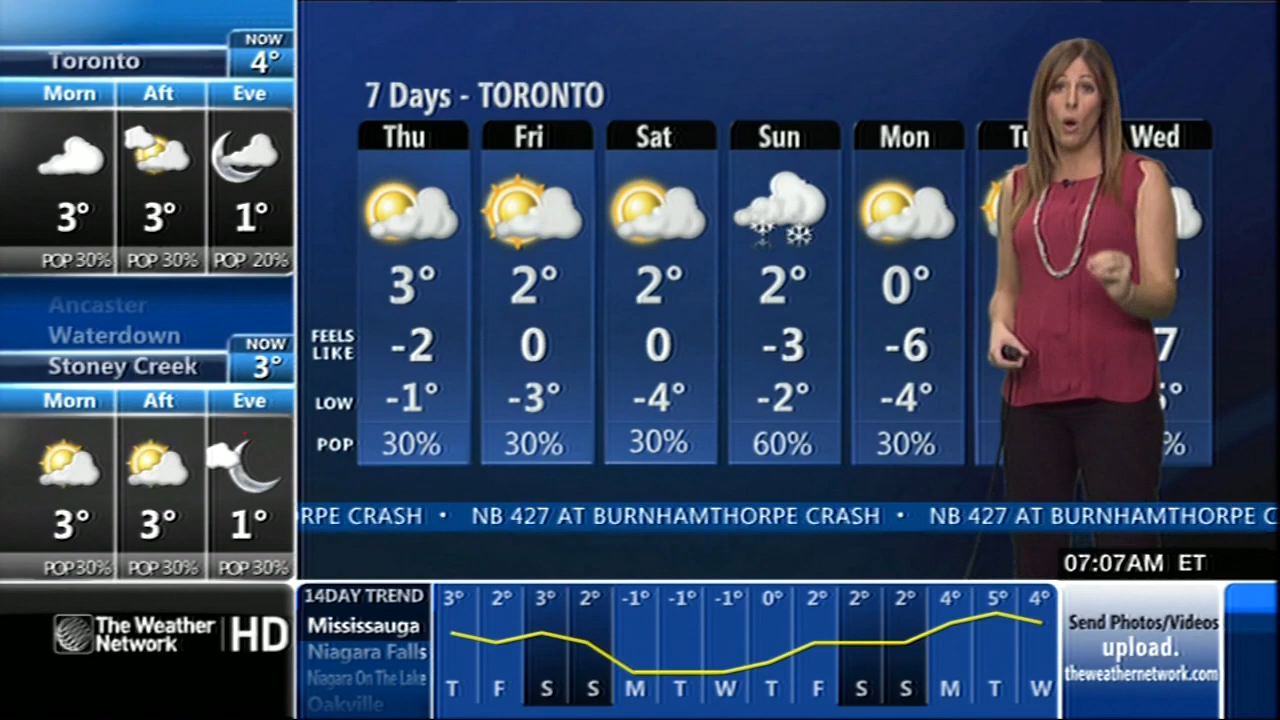 NOW
Toronto
4°
Morn Aft Eve
3° 3° 1°
POP 30% POP 30% POP 20%
Ancaster
Waterdown
NOW
Stoney Creek
3°
Morn Aft Eve
3° 3° 1°
POP 30% POP 30% POP 30%
The Weather
Network HD
7 Days - TORONTO
Thu Fri Sat Sun Mon Tu Wed
3° 2° 2° 2° 0°
FEELS
LIKE
-2 0 0 -3 -6 7
LOW
-1° -3° -4° -2° -4°
POP
30% 30% 30% 60% 30% %
RPE CRASH • NB 427 AT BURNHAMTHORPE CRASH • NB 427 AT BURNHAMTHORPE C
07:07AM ET
14DAY TREND
3° 2° 3° 2° -1° -1° -1° 0° 2° 2° 2° 4° 5° 4°
Mississauga
Niagara Falls
Niagara On The Lake
Oakville
T F S S M T W T F S S M T W
Send Photos/Videos
upload.
theweathernetwork.com